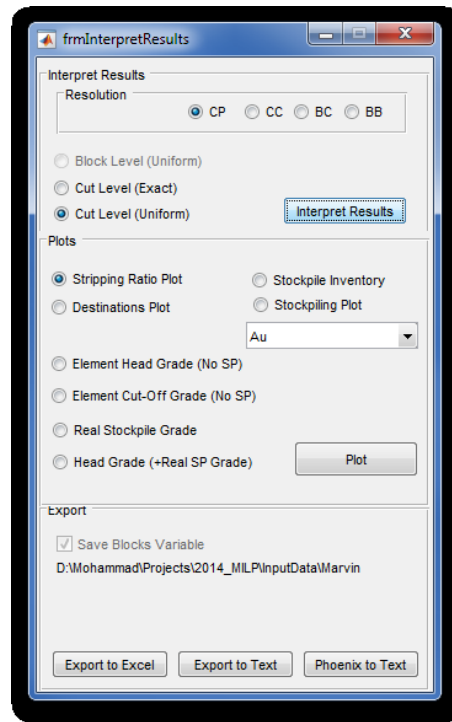 frmInterpretResults
Interpret Results
Resolution
CP CC BC BB
Block Level (Uniform)
Cut Level (Exact)
Cut Level (Uniform) Interpret Results
Plots
Stripping Ratio Plot Stockpile Inventory
Destinations Plot Stockpiling Plot
Au
Element Head Grade (No SP)
Element Cut-Off Grade (No SP)
Real Stockpile Grade
Head Grade (+Real SP Grade) Plot
Export
Save Blocks Variable
D:\Mohammad\Projects\2014_MILP\InputData\Marvin
Export to Excel Export to Text Phoenix to Text